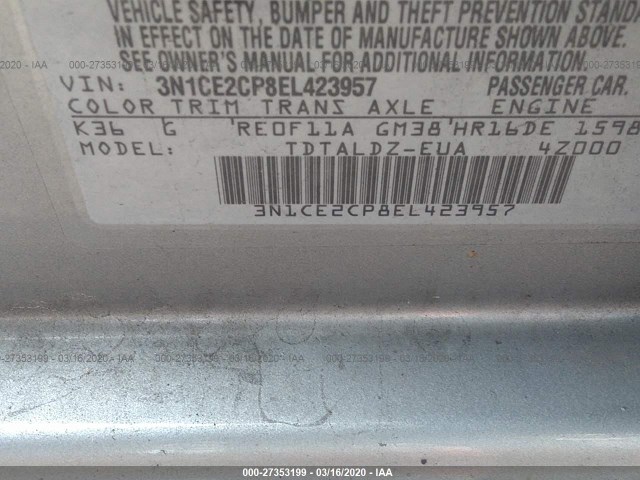 VEHICLE SAFETY, BUMPER AND THEFT PREVENTION STAND
IN EFFECT ON THE DATE OF MANUFACTURE SHOWN ABOVE.
SEE OWNER'S MANUAL FOR ADDITIONAL INFORMATION.
VIN: 3N1CE2CP8EL423957 PASSENGER CAR.
COLOR TRIM TRANS AXLE ENGINE
K36 G 'RE0F11A GM38'HR16DE 1598
MODEL: TDTALDZ-EUA 4Z000
3N1CE2CP8EL423957
000-27353199 - 03/16/2020 - IAA